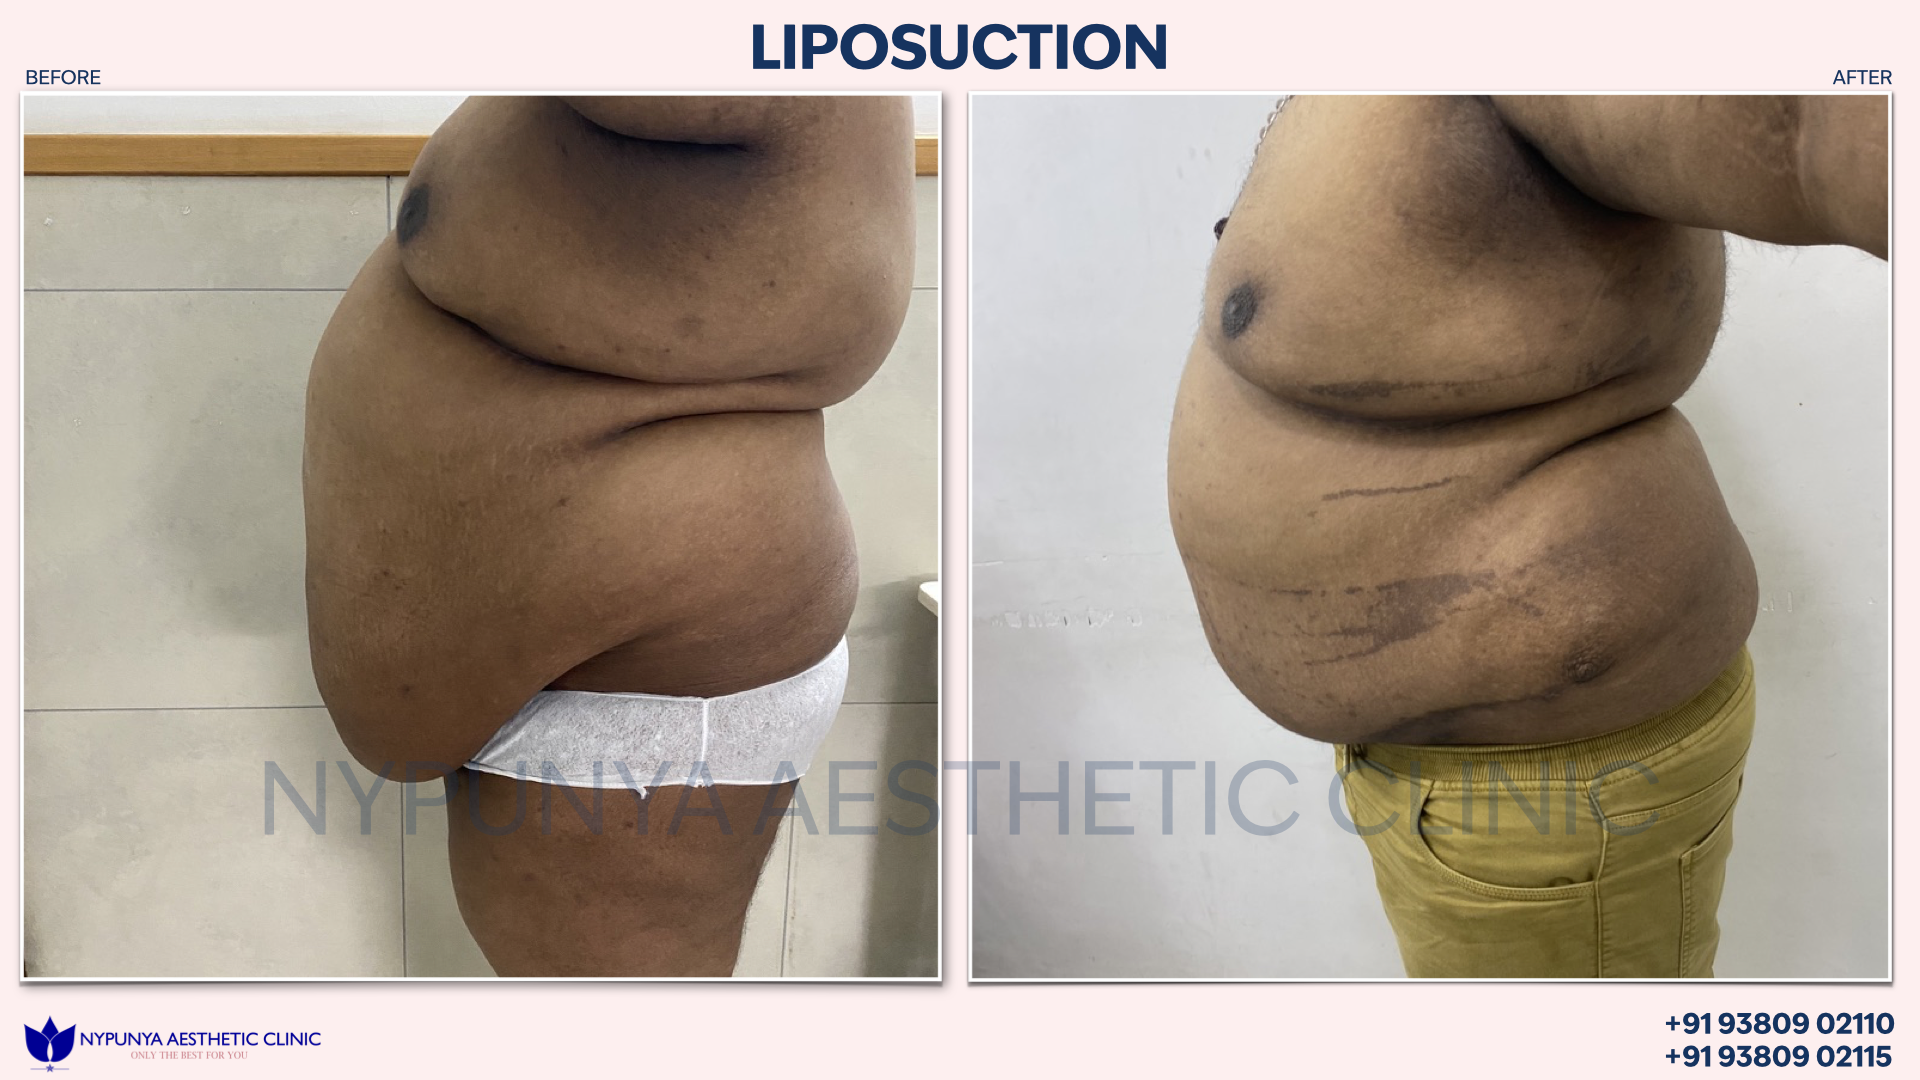 LIPOSUCTION
BEFORE
AFTER
NYPUNYA AESTHETIC CLINIC
NYPUNYA AESTHETIC CLINIC
ONLY THE BEST FOR YOU
+91 93809 02110
+91 93809 02115